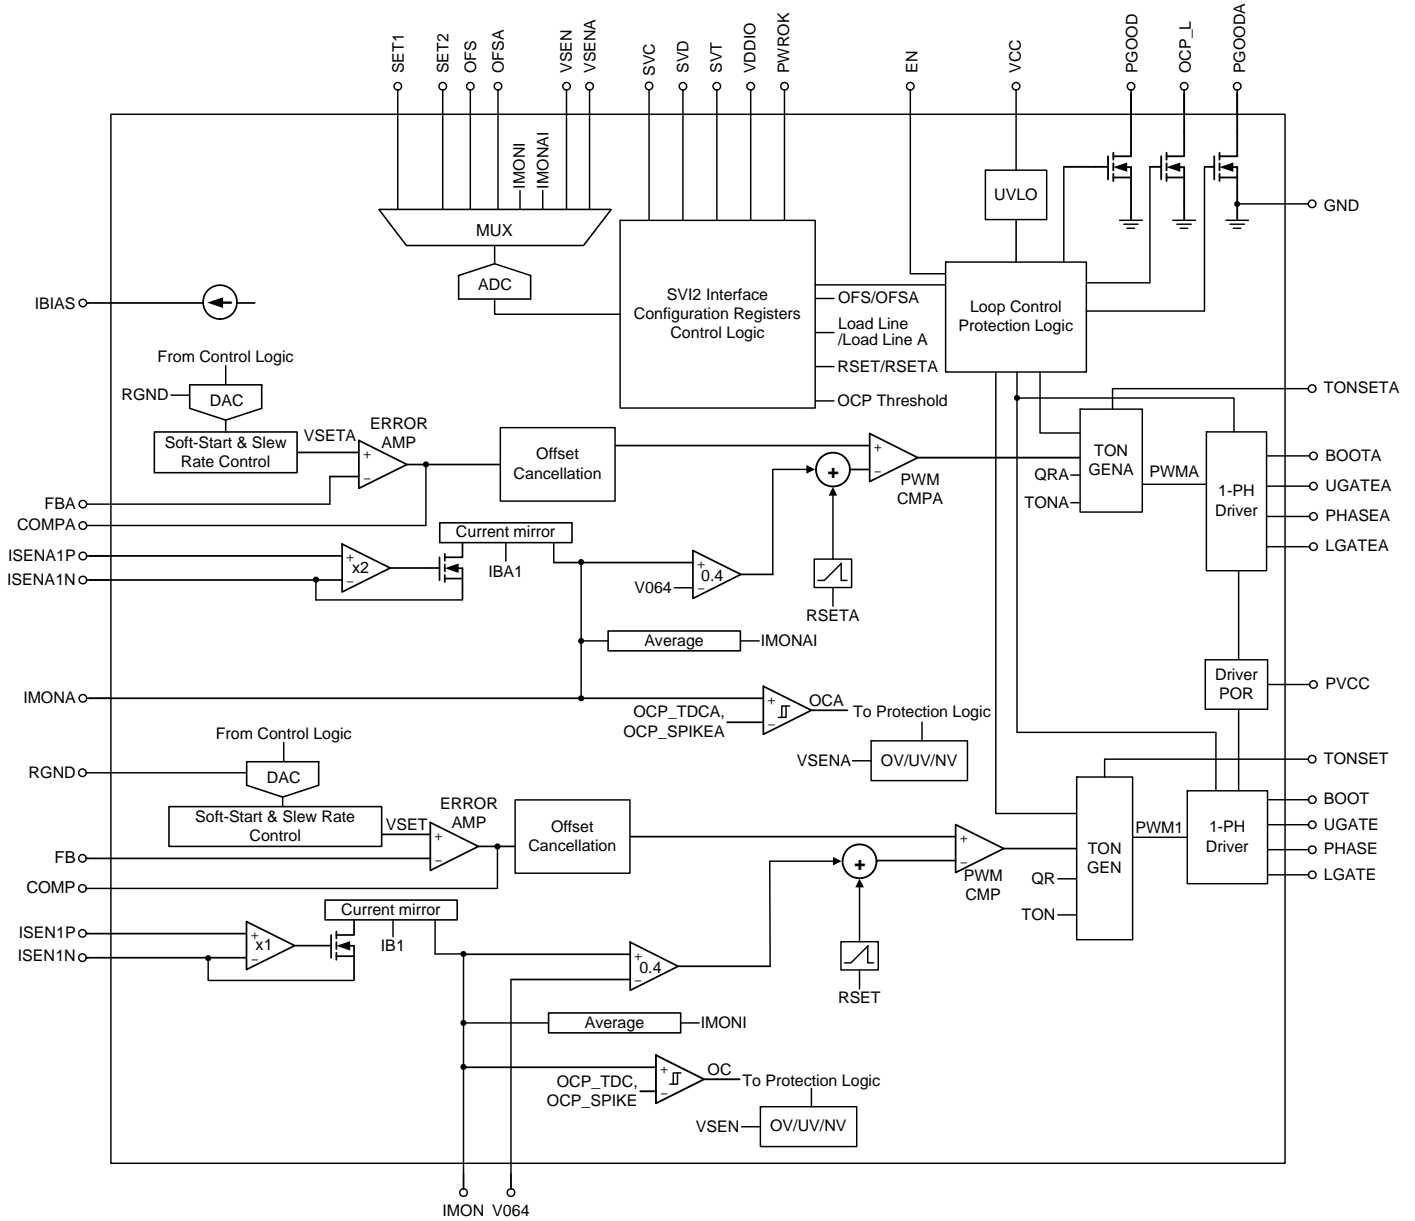 SET1
SET2
OFS
OFSA
VSEN
VSENA
SVC
SVD
SVT
VDDIO
PWROK
EN
VCC
PGOOD
OCP_L
PGOODA
IMONI
IMONAI
MUX
ADC
UVLO
GND
IBIAS
SVI2 Interface
Configuration Registers
Control Logic
OFS/OFSA
Load Line
/Load Line A
RSET/RSETA
OCP Threshold
Loop Control
Protection Logic
From Control Logic
RGND
DAC
Soft-Start & Slew
Rate Control
VSETA
ERROR
AMP
+
−
Offset
Cancellation
+
+
−
PWM
CMPA
TONSETA
TON
GENA
QRA
TONA
PWMA
1-PH
Driver
BOOTA
UGATEA
PHASEA
LGATEA
FBA
COMPA
ISENA1P
ISENA1N
+
−
x2
Current mirror
IBA1
V064
+
−
0.4
RSETA
Average
IMONAI
IMONA
OCP_TDCA,
OCP_SPIKEA
+
−
OCA
To Protection Logic
VSENA
OV/UV/NV
Driver
POR
PVCC
From Control Logic
RGND
DAC
Soft-Start & Slew Rate
Control
VSET
ERROR
AMP
+
−
Offset
Cancellation
+
+
−
PWM
CMP
TONSET
TON
GEN
QR
TON
PWM1
1-PH
Driver
BOOT
UGATE
PHASE
LGATE
FB
COMP
ISEN1P
ISEN1N
+
−
x1
Current mirror
IB1
+
−
0.4
RSET
Average
IMONI
OCP_TDC,
OCP_SPIKE
+
−
OC
To Protection Logic
VSEN
OV/UV/NV
IMON
V064